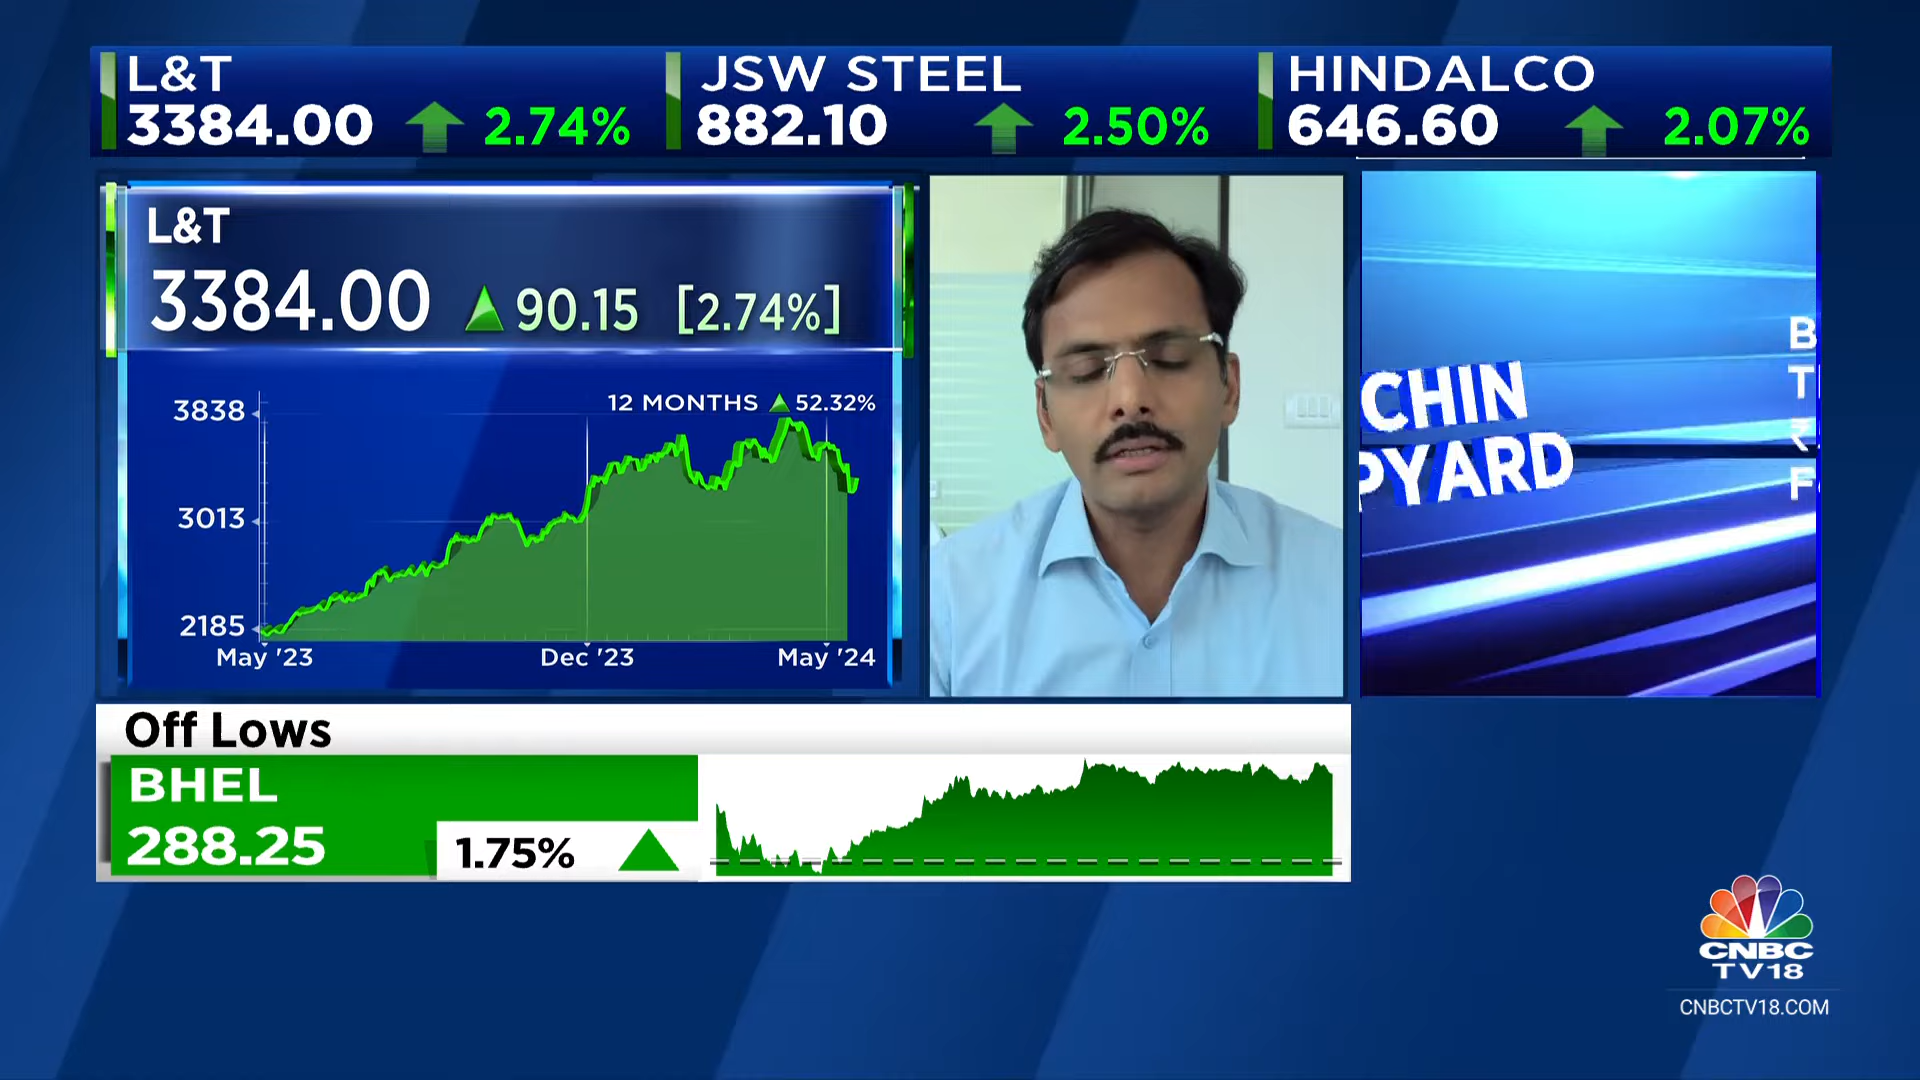 L&T
3384.00 2.74%
JSW STEEL
882.10 2.50%
HINDALCO
646.60 2.07%
L&T
3384.00 90.15 [2.74%]
12 MONTHS 52.32%
3838
3013
2185
May '23 Dec '23 May '24
CHIN
PYARD
B
T
₹
F
Off Lows
BHEL
288.25
1.75%
CNBC
TV18
CNBCTV18.COM